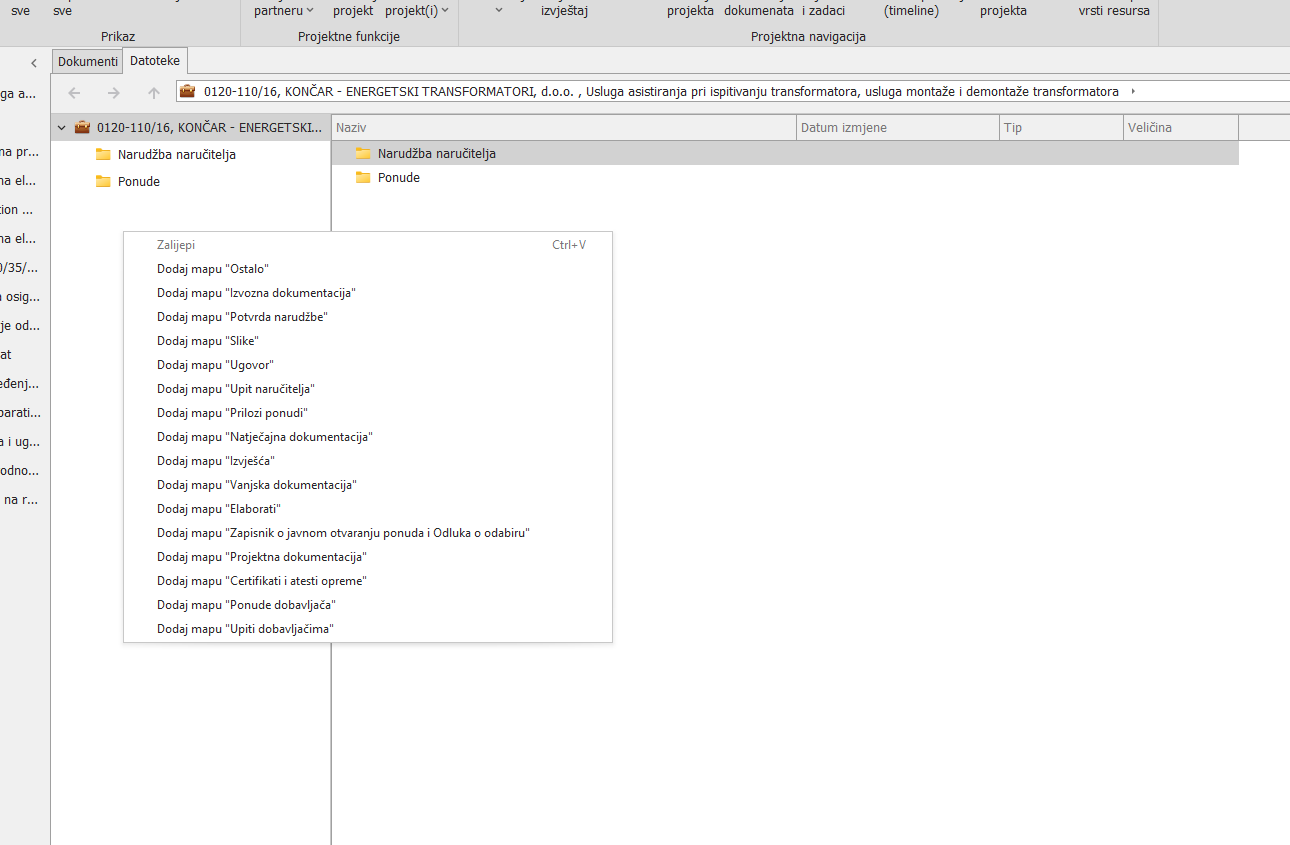 sve
sve
partneru
projekt
projekt(i)
izvještaj
projekta
dokumenata
i zadaci
(timeline)
projekta
vrsti resursa
Prikaz
Projektne funkcije
Projektna navigacija
Dokumenti
Datoteke
0120-110/16, KONČAR - ENERGETSKI TRANSFORMATORI, d.o.o. , Usluga asistiranja pri ispitivanju transformatora, usluga montaže i demontaže transformatora
ga a...
na pr...
na el...
tion ...
na el...
0/35/...
osig...
je od...
at
eđenj...
parati...
a i ug...
odno...
na r...
0120-110/16, KONČAR - ENERGETSKI...
Narudžba naručitelja
Ponude
Naziv
Datum izmjene
Tip
Veličina
Narudžba naručitelja
Ponude
Zalijepi Ctrl+V
Dodaj mapu "Ostalo"
Dodaj mapu "Izvozna dokumentacija"
Dodaj mapu "Potvrda narudžbe"
Dodaj mapu "Slike"
Dodaj mapu "Ugovor"
Dodaj mapu "Upit naručitelja"
Dodaj mapu "Prilozi ponudi"
Dodaj mapu "Natječajna dokumentacija"
Dodaj mapu "Izvješća"
Dodaj mapu "Vanjska dokumentacija"
Dodaj mapu "Elaborati"
Dodaj mapu "Zapisnik o javnom otvaranju ponuda i Odluka o odabiru"
Dodaj mapu "Projektna dokumentacija"
Dodaj mapu "Certifikati i atesti opreme"
Dodaj mapu "Ponude dobavljača"
Dodaj mapu "Upiti dobavljačima"